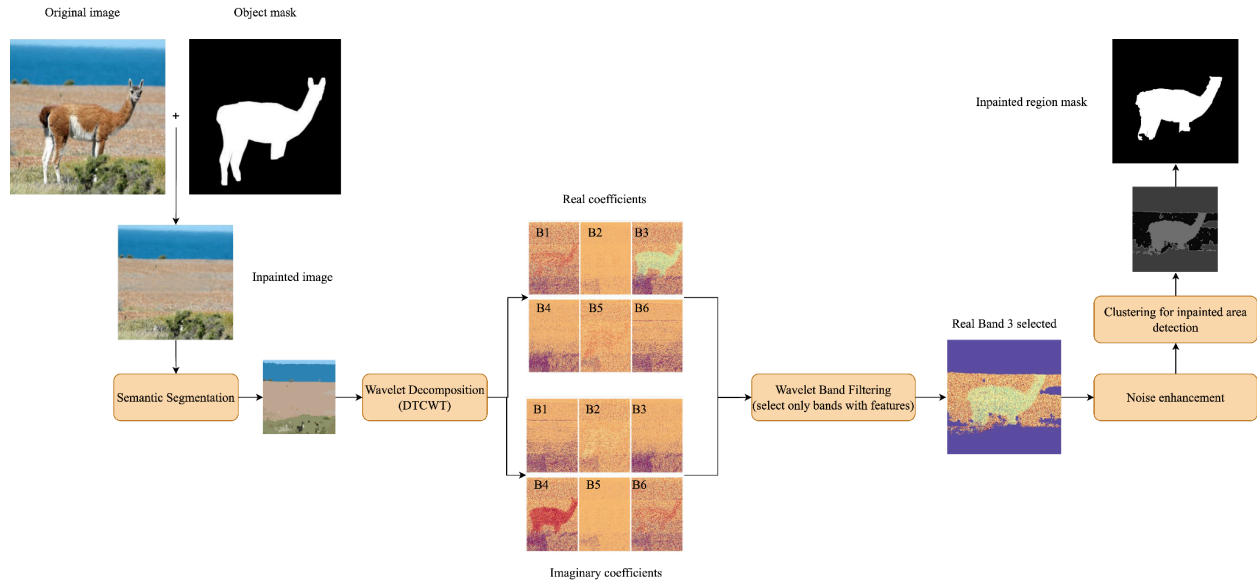 Original image
Object mask
+
Inpainted image
Semantic Segmentation
Wavelet Decomposition
(DTCWT)
Real coefficients
B1
B2
B3
B4
B5
B6
B1
B2
B3
B4
B5
B6
Imaginary coefficients
Wavelet Band Filtering
(select only bands with features)
Real Band 3 selected
Noise enhancement
Clustering for inpainted area
detection
Inpainted region mask